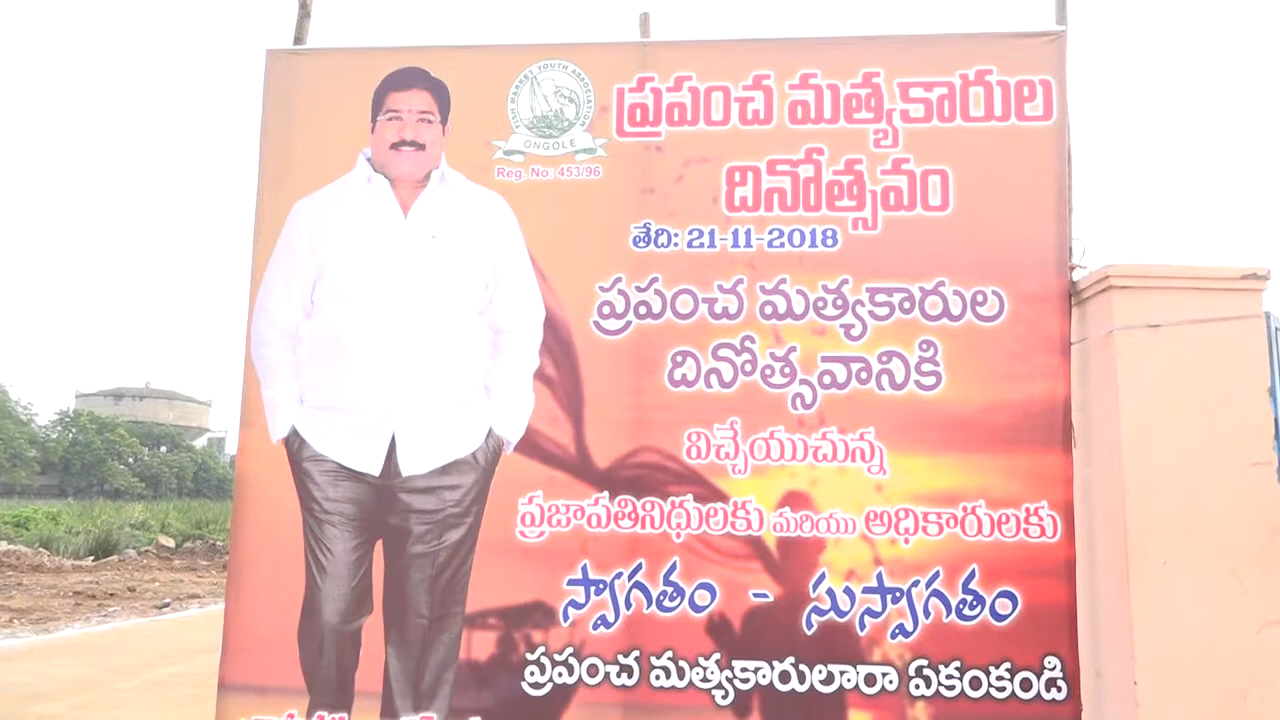 FISH MARKET YOUTH ASSOCIATION
ONGOLE
Reg. No: 453/96
ప్రపంచ మత్యకారుల
దినోత్సవం
తేది: 21-11-2018
ప్రపంచ మత్యకారుల
దినోత్సవానికి
విచ్చేయుచున్న
ప్రజాపతినిధులకు మరియు అధికారులకు
స్వాగతం - సుస్వాగతం
ప్రపంచ మత్యకారులారా ఏకంకండి